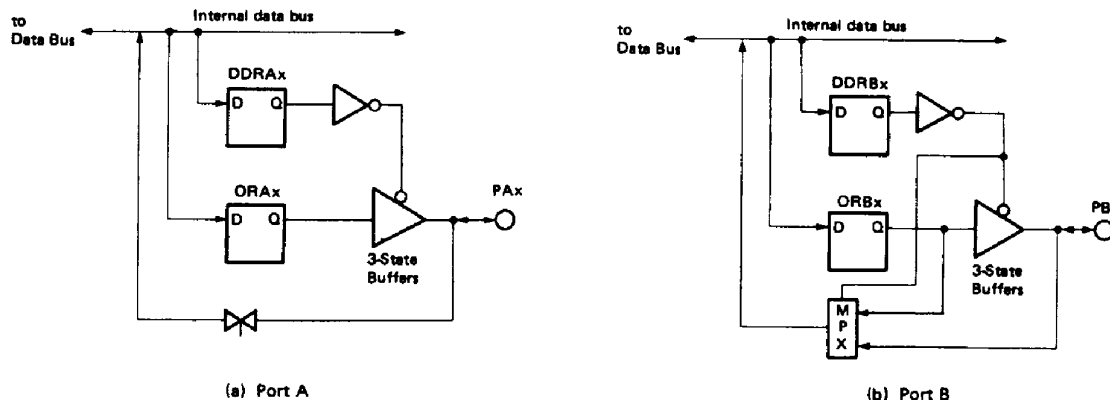 to
Data Bus
Internal data bus
DDRAx
D Q
ORAx
D Q
PAx
3-State
Buffers
(a) Port A
to
Data Bus
Internal data bus
DDRBx
D Q
ORBx
D Q
PB
3-State
Buffers
M
P
X
(b) Port B